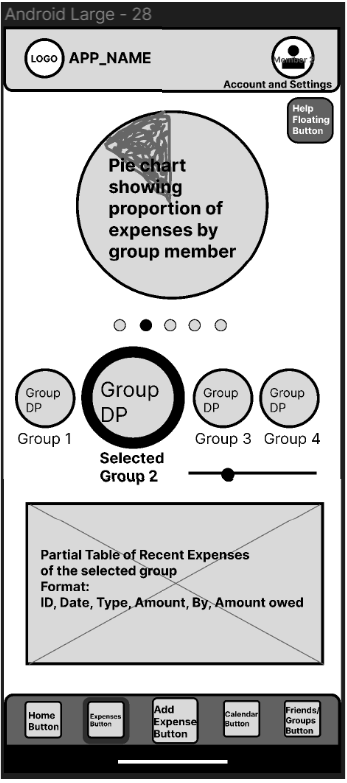 Android Large - 28
LOGO
APP_NAME
Account and Settings
Help
Floating
Button
Pie chart
showing
proportion of
expenses by
group member
Group
DP
Group 1
Group
DP
Selected
Group 2
Group
DP
Group 3
Group
DP
Group 4
Partial Table of Recent Expenses
of the selected group
Format:
ID, Date, Type, Amount, By, Amount owed
Home
Button
Expenses
Button
Add
Expense
Button
Calendar
Button
Friends/
Groups
Button